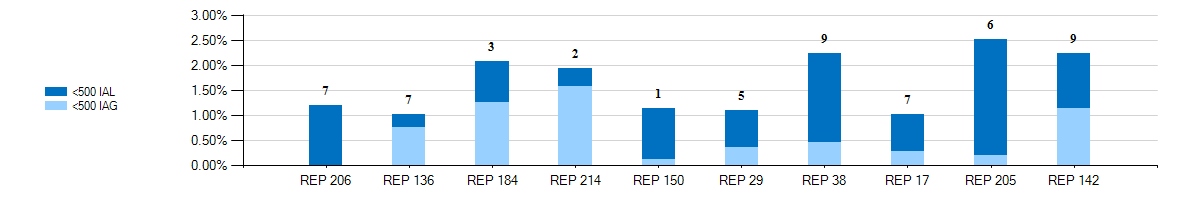 3.00%
2.50%
2.00%
1.50%
1.00%
0.50%
0.00%
<500 IAL
<500 IAG
7 7 3 2 1 5 9 7 6 9
REP 206 REP 136 REP 184 REP 214 REP 150 REP 29 REP 38 REP 17 REP 205 REP 142